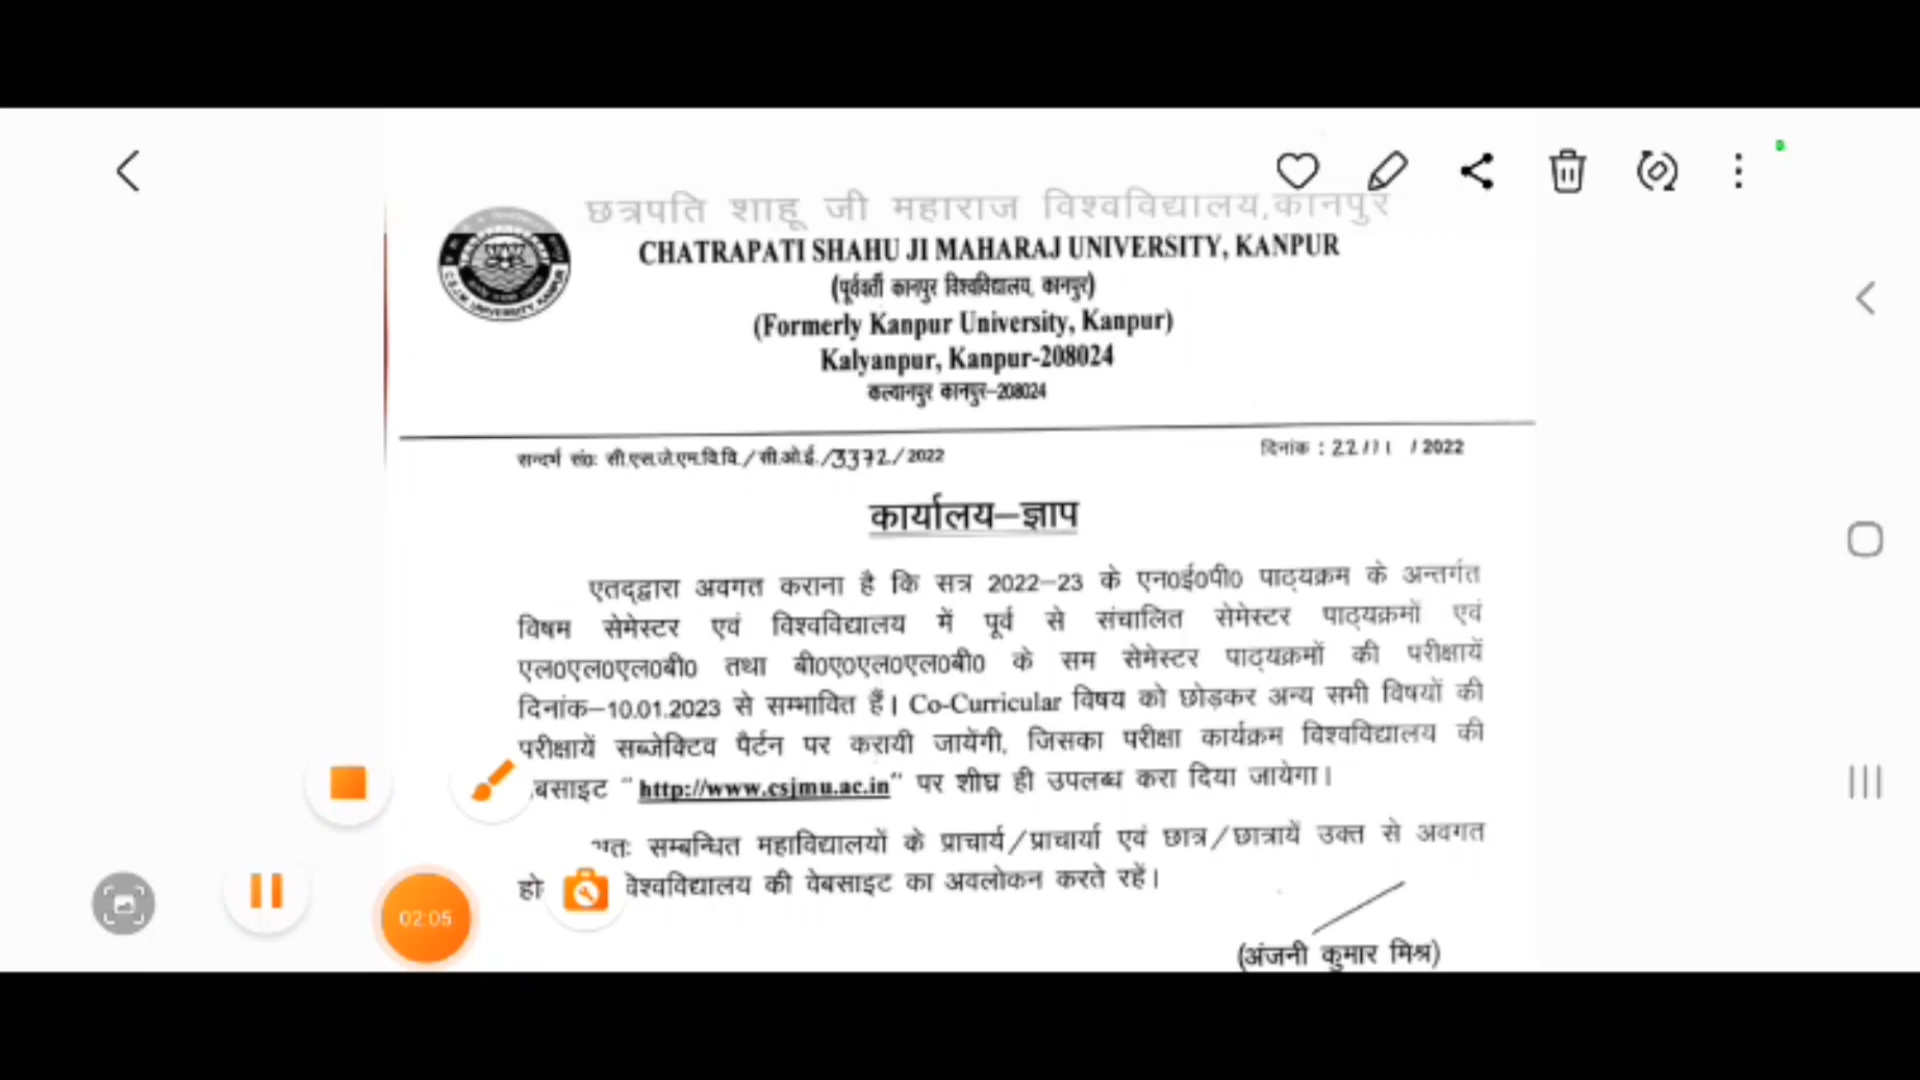 छत्रपति शाहू जी महाराज विश्वविद्यालय,कानपुर
CHATRAPATI SHAHU JI MAHARAJ UNIVERSITY, KANPUR
(पूर्ववर्ती कानपुर विश्वविद्यालय, कानपुर)
(Formerly Kanpur University, Kanpur)
Kalyanpur, Kanpur-208024
कल्यानपुर कानपुर–208024
C.S.J.M. UNIVERSITY, KANPUR
सन्दर्भ सं0: सी.एस.जे.एम.वि.वि./सी.ओ.ई./3372/2022
दिनांक : 22/11/2022
कार्यालय–ज्ञाप
एतद्द्वारा अवगत कराना है कि सत्र 2022–23 के एन0ई0पी0 पाठ्यक्रम के अन्तर्गत
विषम सेमेस्टर एवं विश्वविद्यालय में पूर्व से संचालित सेमेस्टर पाठ्यक्रमों एवं
एल0एल0एल0बी0 तथा बी0ए0एल0एल0बी0 के सम सेमेस्टर पाठ्यक्रमों की परीक्षायें
दिनांक–10.01.2023 से सम्भावित हैं। Co-Curricular विषय को छोड़कर अन्य सभी विषयों की
परीक्षायें सब्जेक्टिव पैर्टन पर करायी जायेंगी, जिसका परीक्षा कार्यक्रम विश्वविद्यालय की
बसाइट "http://www.csjmu.ac.in" पर शीघ्र ही उपलब्ध करा दिया जायेगा।
सम्बन्धित महाविद्यालयों के प्राचार्य/प्राचार्या एवं छात्र/छात्रायें उक्त से अवगत
हो वेश्वविद्यालय की वेबसाइट का अवलोकन करते रहें।
02:05
(अंजनी कुमार मिश्र)